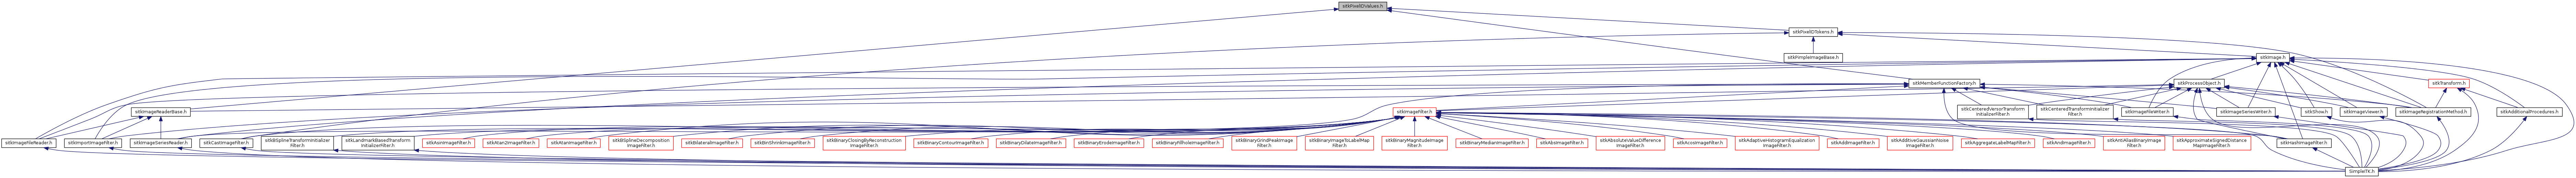 sitkPixelIDValues.h
sitkPixelIDTokens.h
sitkPimpleImageBase.h
sitkImage.h
sitkMemberFunctionFactory.h
sitkProcessObject.h
sitkTransform.h
sitkImageReaderBase.h
sitkImageFilter.h
sitkCenteredVersorTransform
InitializerFilter.h
sitkCenteredTransformInitializer
Filter.h
sitkImageFileWriter.h
sitkImageSeriesWriter.h
sitkShow.h
sitkImageViewer.h
sitkImageRegistrationMethod.h
sitkAdditionalProcedures.h
sitkImageFileReader.h
sitkImportImageFilter.h
sitkImageSeriesReader.h
sitkCastImageFilter.h
sitkBSplineTransformInitializer
Filter.h
sitkLandmarkBasedTransform
InitializerFilter.h
sitkAsinImageFilter.h
sitkAtan2ImageFilter.h
sitkAtanImageFilter.h
sitkBSplineDecomposition
ImageFilter.h
sitkBilateralImageFilter.h
sitkBinShrinkImageFilter.h
sitkBinaryClosingByReconstruction
ImageFilter.h
sitkBinaryContourImageFilter.h
sitkBinaryDilateImageFilter.h
sitkBinaryErodeImageFilter.h
sitkBinaryFillholeImageFilter.h
sitkBinaryGrindPeakImage
Filter.h
sitkBinaryImageToLabelMap
Filter.h
sitkBinaryMagnitudeImage
Filter.h
sitkBinaryMedianImageFilter.h
sitkAbsImageFilter.h
sitkAbsoluteValueDifference
ImageFilter.h
sitkAcosImageFilter.h
sitkAdaptiveHistogramEqualization
ImageFilter.h
sitkAddImageFilter.h
sitkAdditiveGaussianNoise
ImageFilter.h
sitkAggregateLabelMapFilter.h
sitkAndImageFilter.h
sitkAntiAliasBinaryImage
Filter.h
sitkApproximateSignedDistance
MapImageFilter.h
sitkHashImageFilter.h
SimpleITK.h